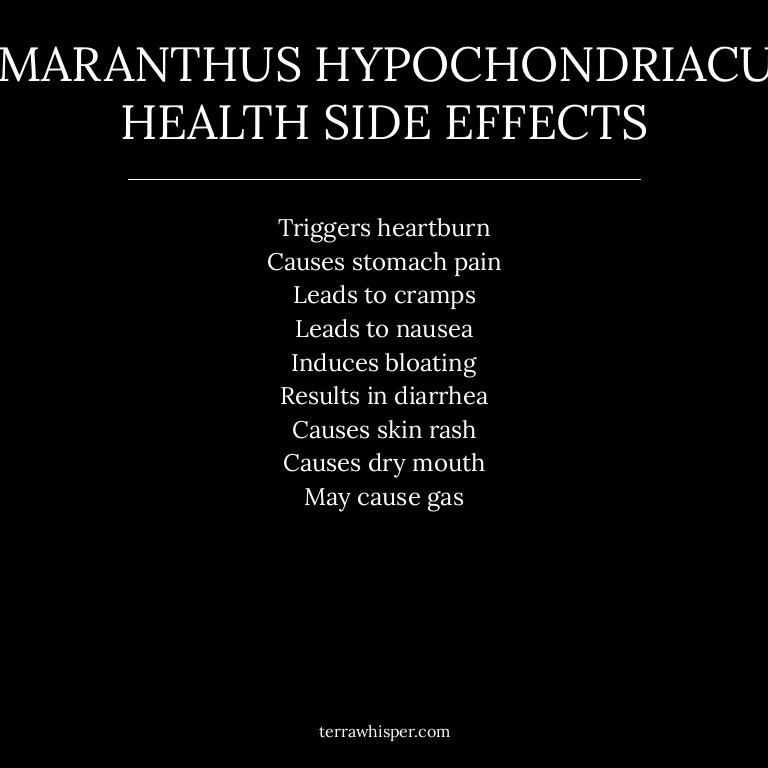 MARANTHUS HYPOCHONDRIACU
HEALTH SIDE EFFECTS
Triggers heartburn
Causes stomach pain
Leads to cramps
Leads to nausea
Induces bloating
Results in diarrhea
Causes skin rash
Causes dry mouth
May cause gas
terrawhisper.com